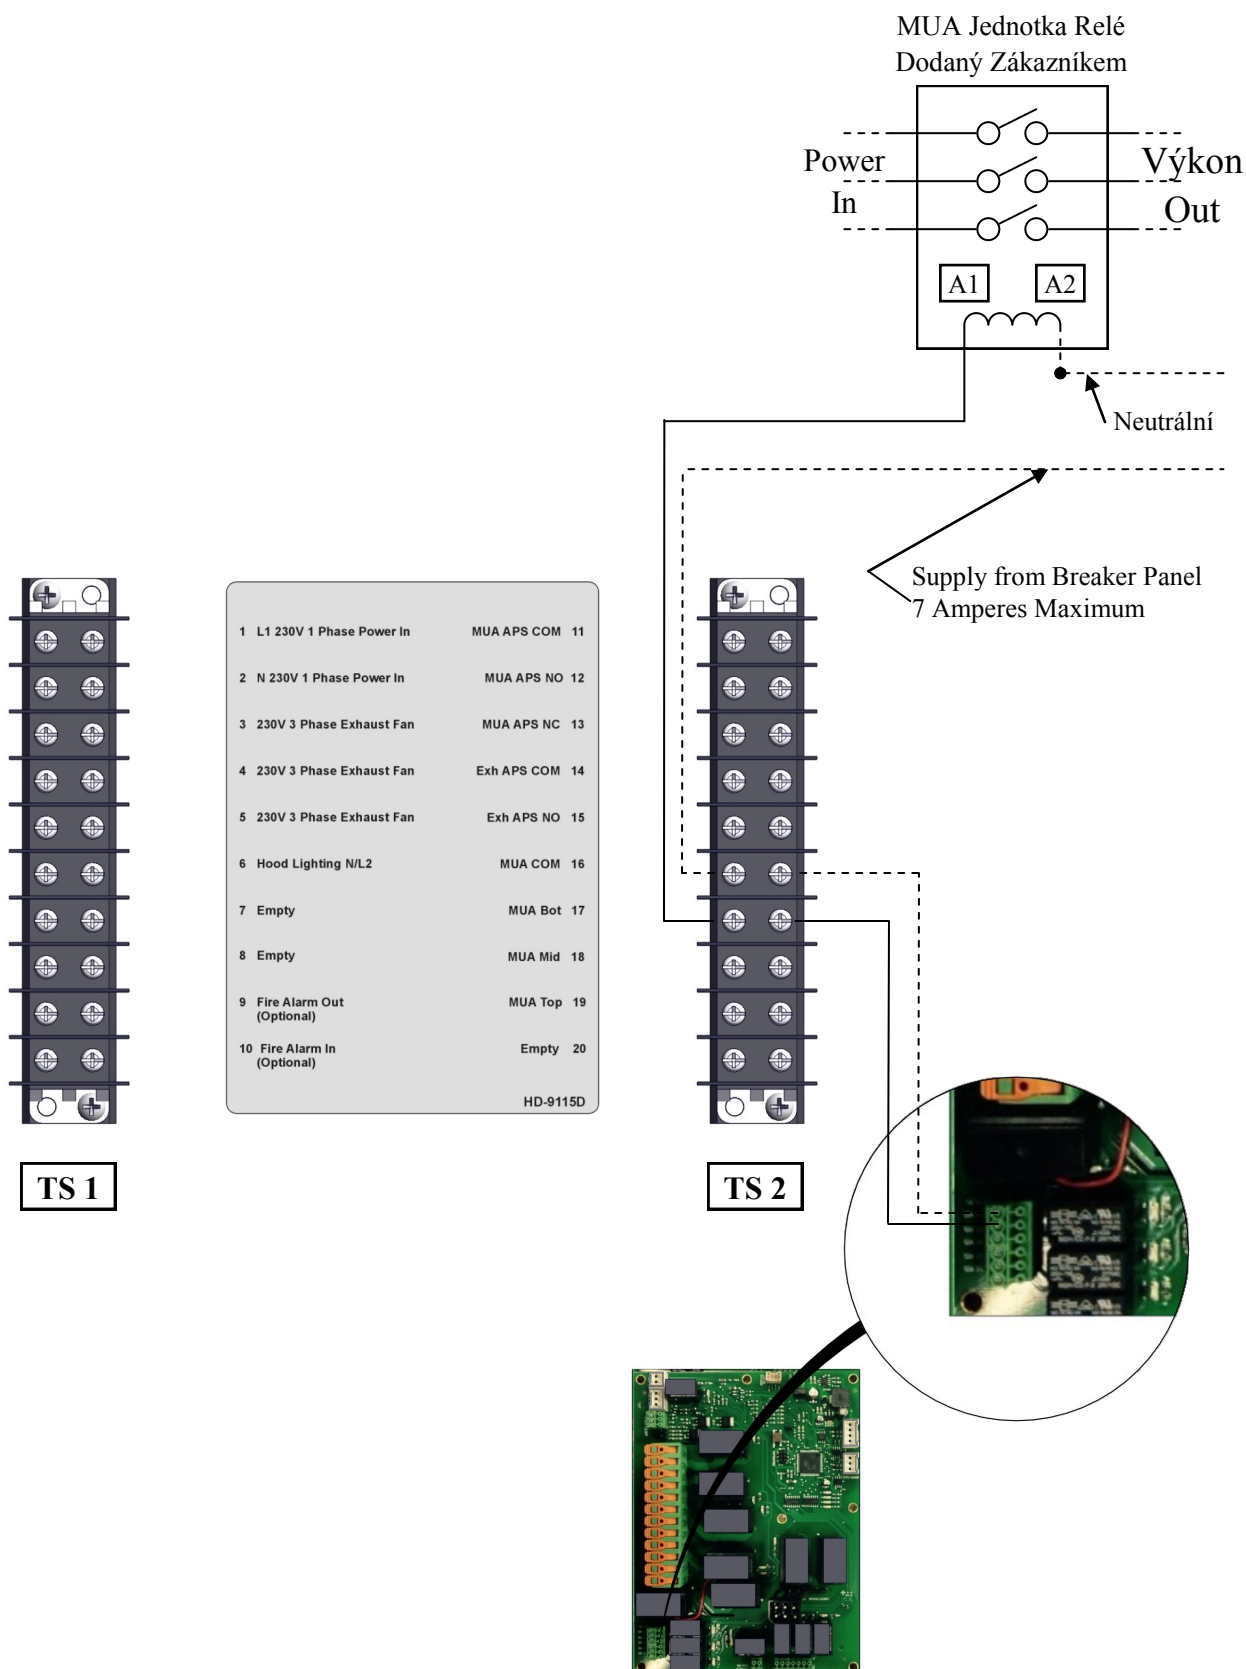 MUA Jednotka Relé
Dodaný Zákazníkem
Power
In
Výkon
Out
A1
A2
Neutrální
Supply from Breaker Panel
7 Amperes Maximum
1 L1 230V 1 Phase Power In MUA APS COM 11
2 N 230V 1 Phase Power In MUA APS NO 12
3 230V 3 Phase Exhaust Fan MUA APS NC 13
4 230V 3 Phase Exhaust Fan Exh APS COM 14
5 230V 3 Phase Exhaust Fan Exh APS NO 15
6 Hood Lighting N/L2 MUA COM 16
7 Empty MUA Bot 17
8 Empty MUA Mid 18
9 Fire Alarm Out MUA Top 19
(Optional)
10 Fire Alarm In Empty 20
(Optional)
HD-9115D
TS 1
TS 2